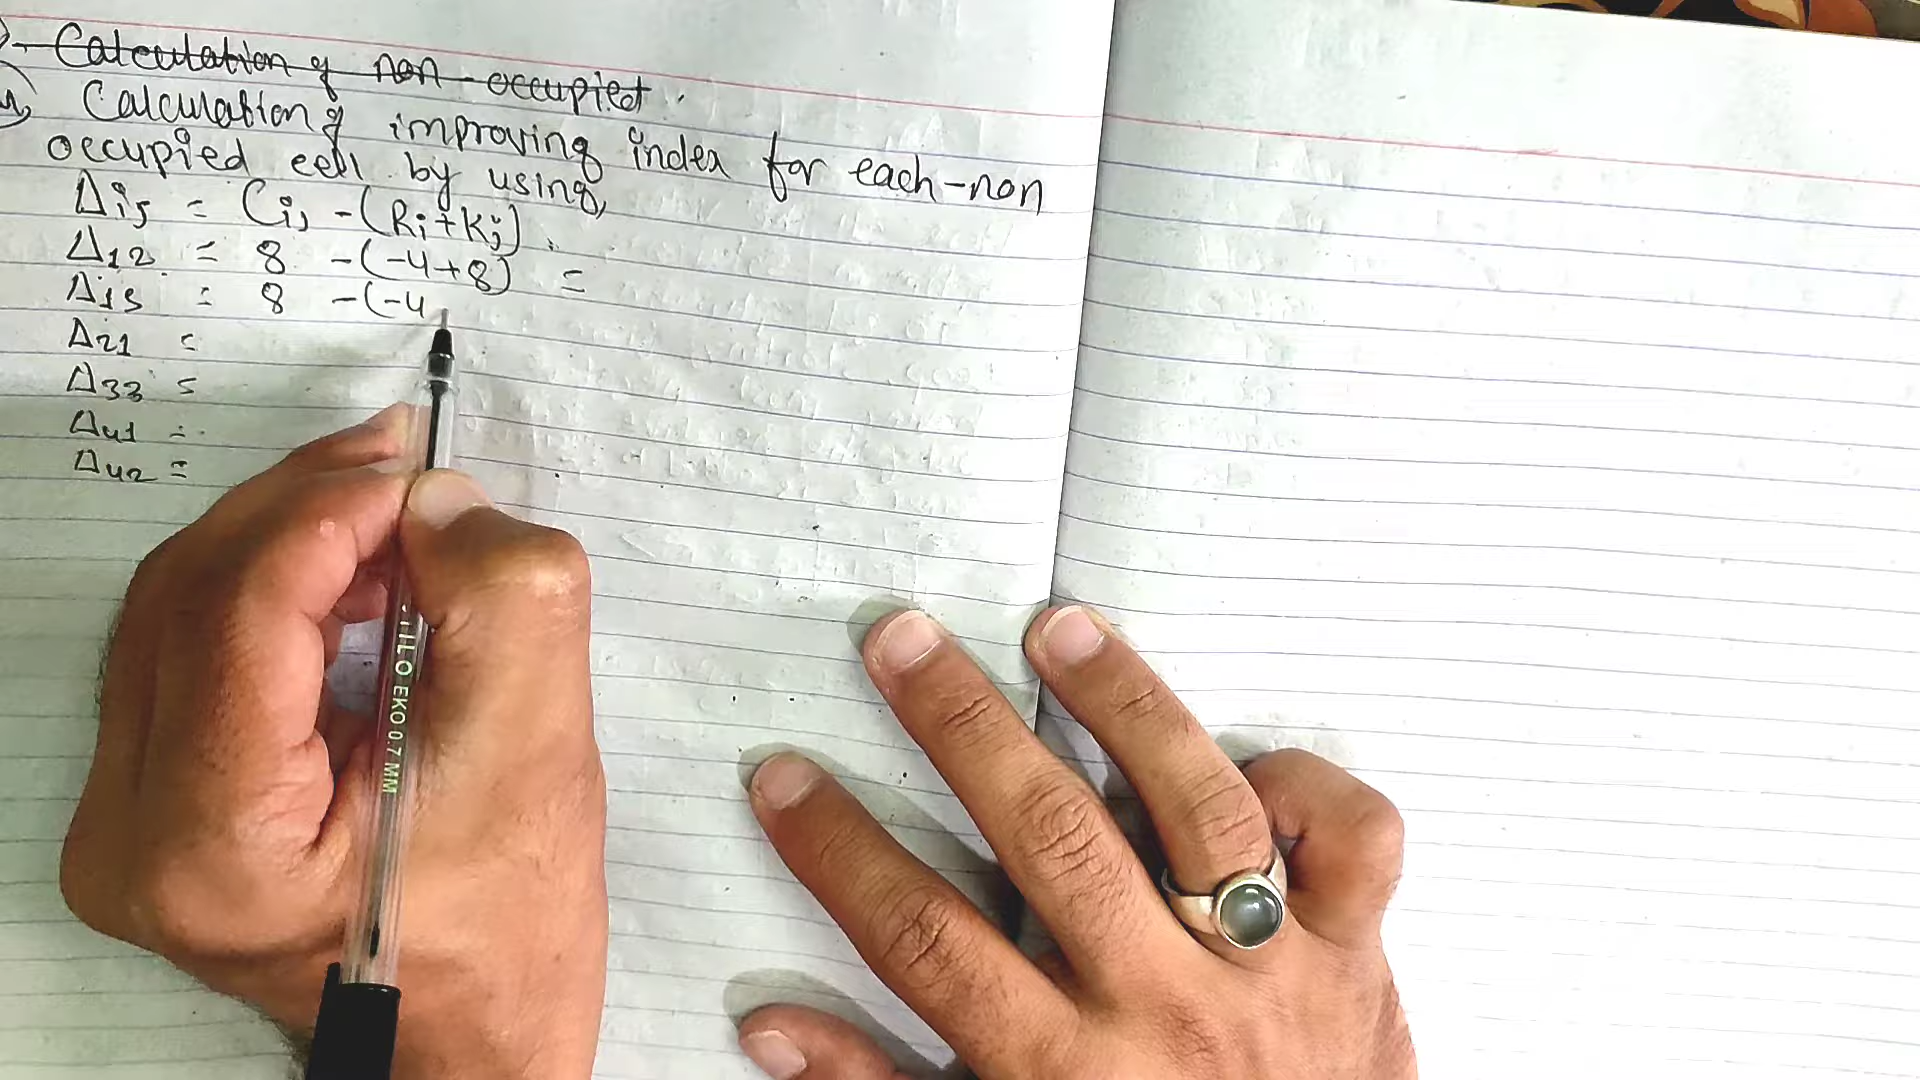 Calculation of non-occupied.
Calculation of improving index for each-non
occupied cell by using,
Δij = Cij -(Ri+Kj).
Δ12 = 8 -(-4+8) =
Δ13 = 8 -(-4
Δ21 =
Δ33 =
Δ41 =
Δ42 =
ILO EKO 0.7 MM